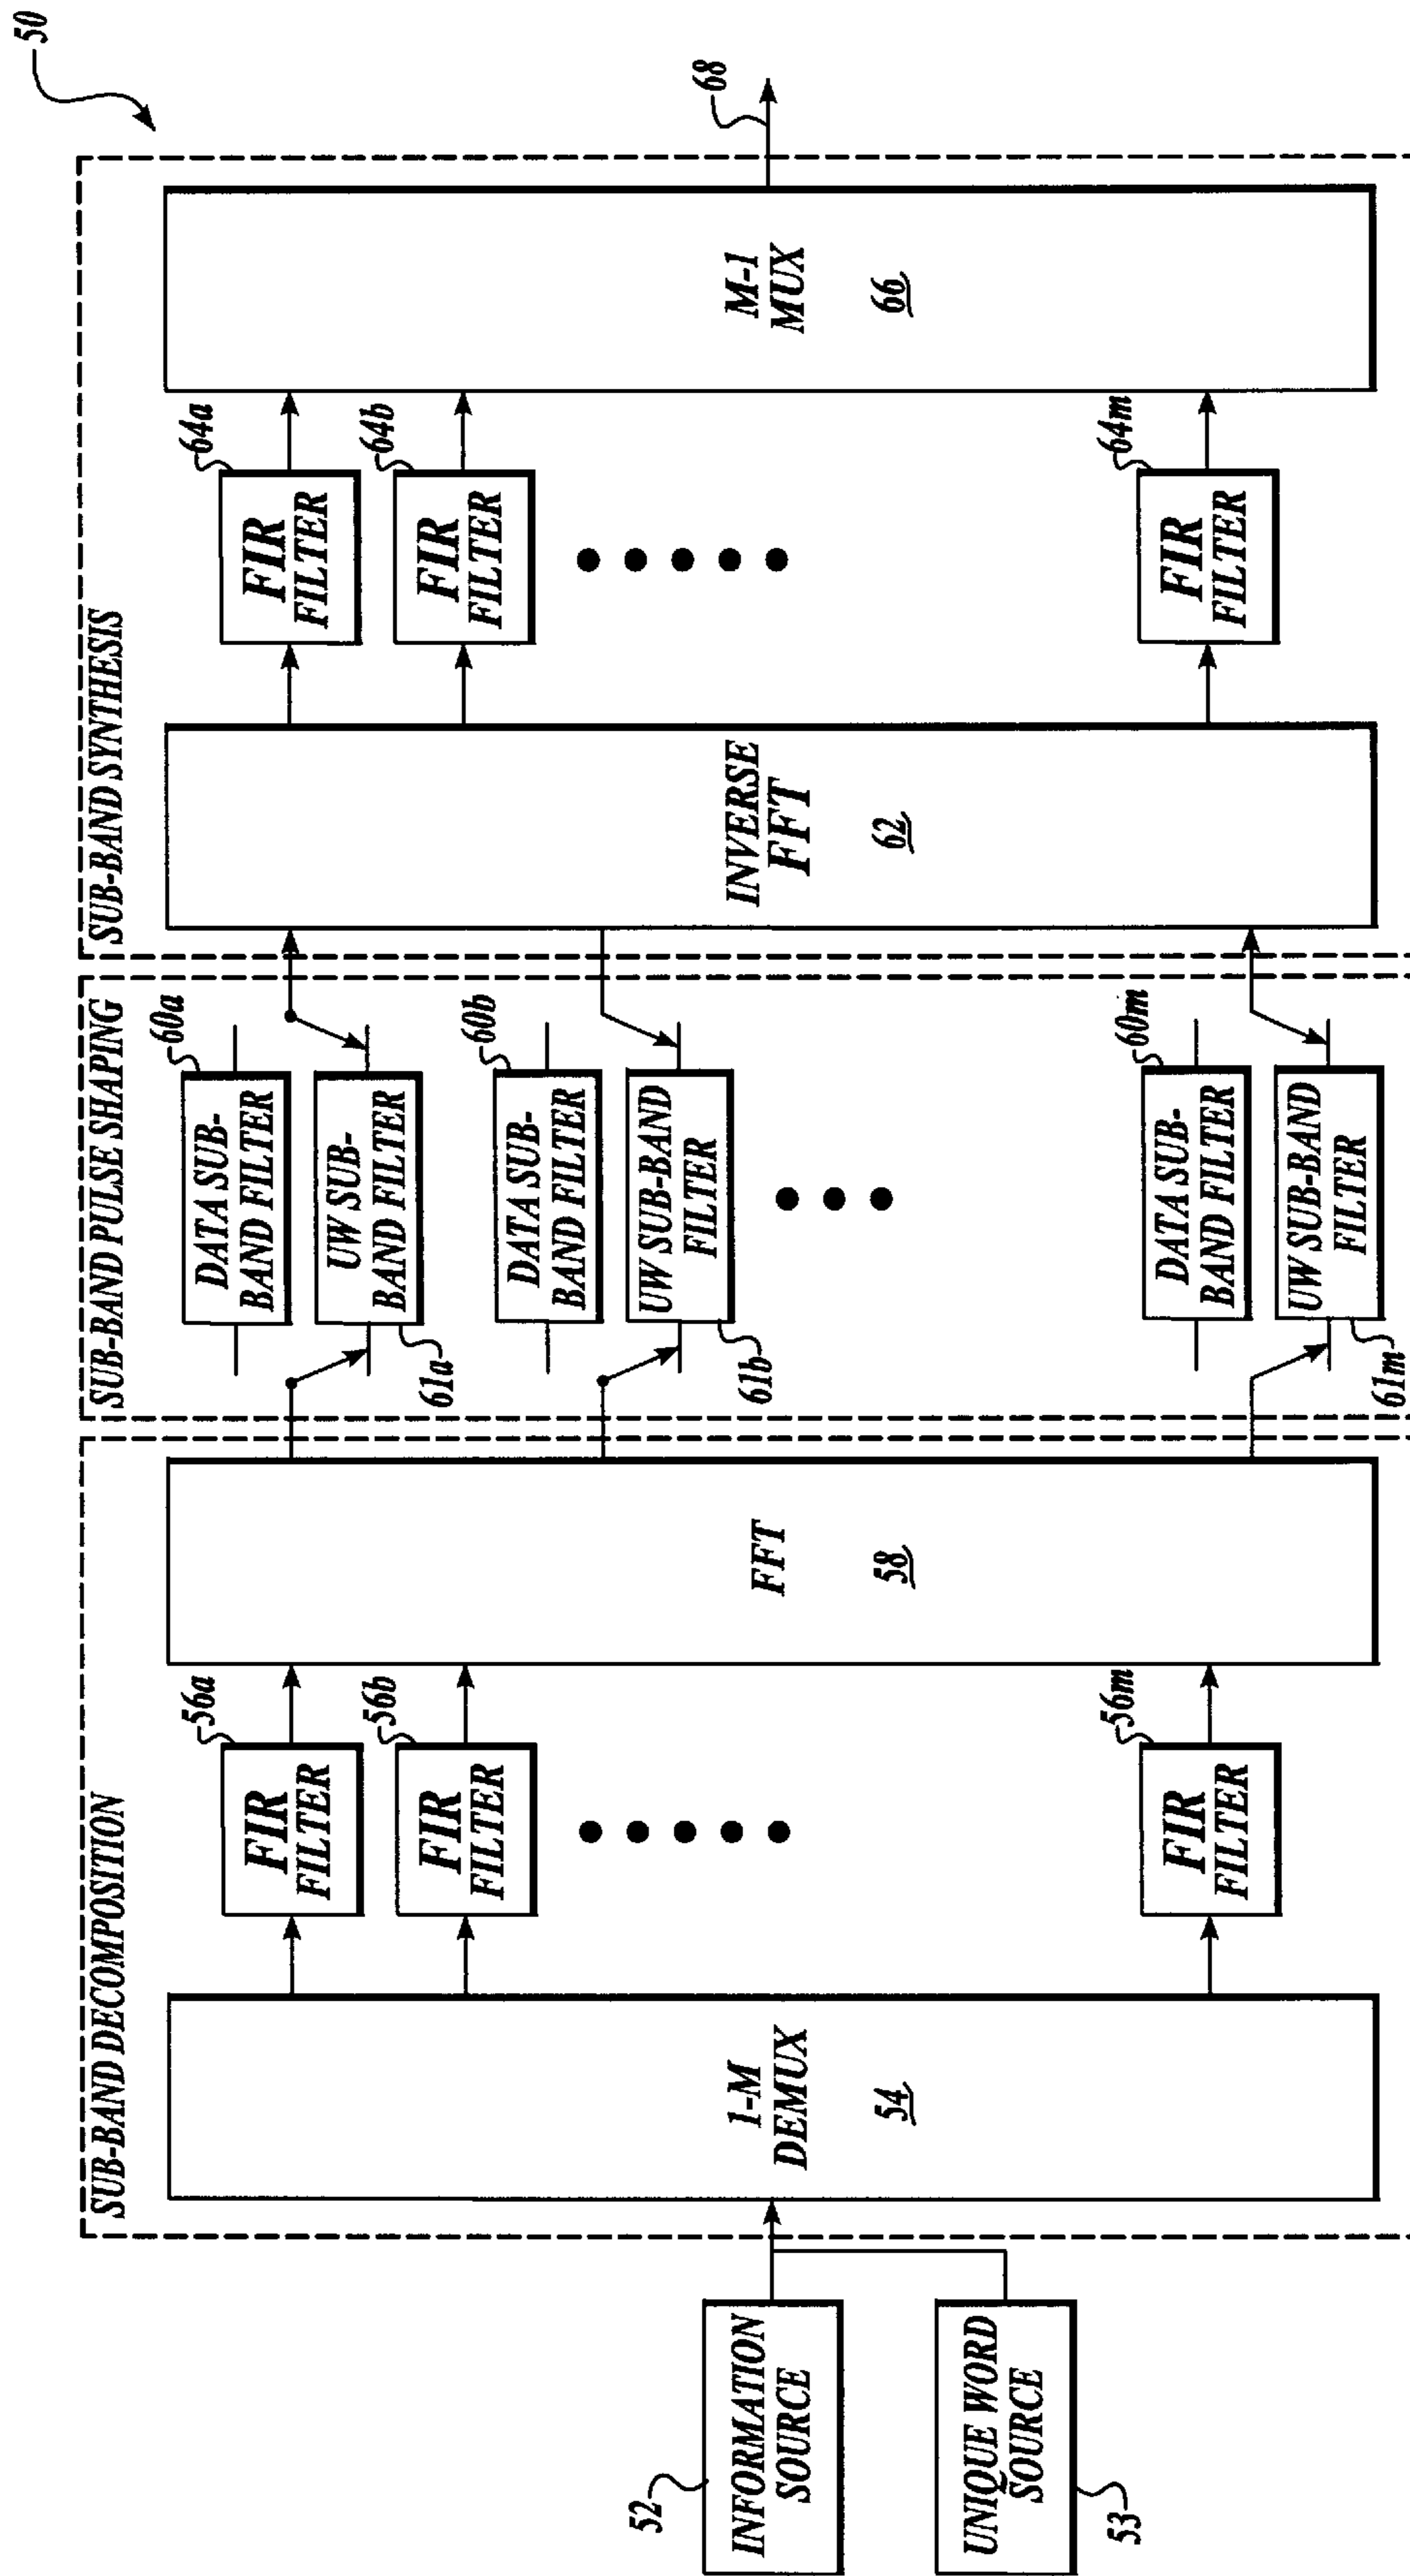 50
SUB-BAND DECOMPOSITION
SUB-BAND PULSE SHAPING
SUB-BAND SYNTHESIS
52
INFORMATION
SOURCE
UNIQUE WORD
SOURCE
53
1-M
DEMUX
54
56a
FIR
FILTER
56b
FIR
FILTER
56m
FIR
FILTER
FFT
58
60a
DATA SUB-
BAND FILTER
UW SUB-
BAND FILTER
61a
60b
DATA SUB-
BAND FILTER
UW SUB-BAND
FILTER
61b
60m
DATA SUB-
BAND FILTER
UW SUB-BAND
FILTER
61m
INVERSE
FFT
62
64a
FIR
FILTER
64b
FIR
FILTER
64m
FIR
FILTER
M-1
MUX
66
68